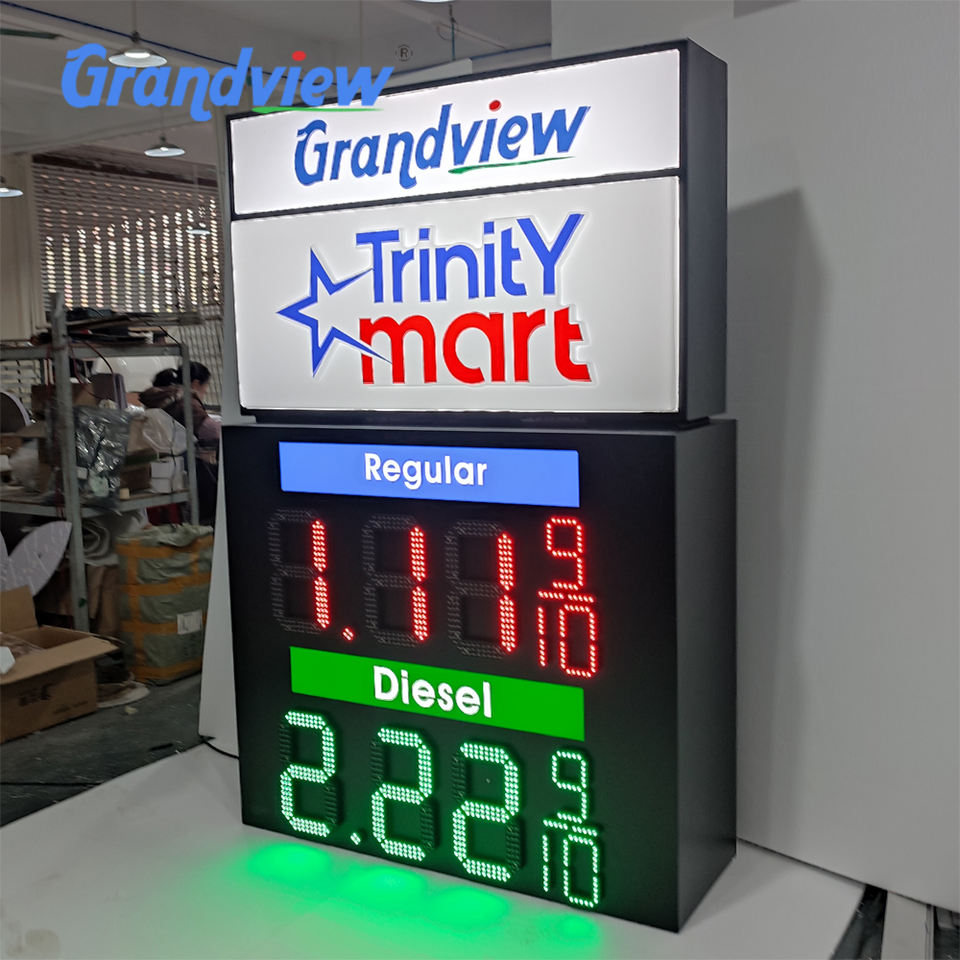 Grandview®
Grandview
TrinitY
mart
Regular
1.11 9/10
Diesel
2.22 9/10